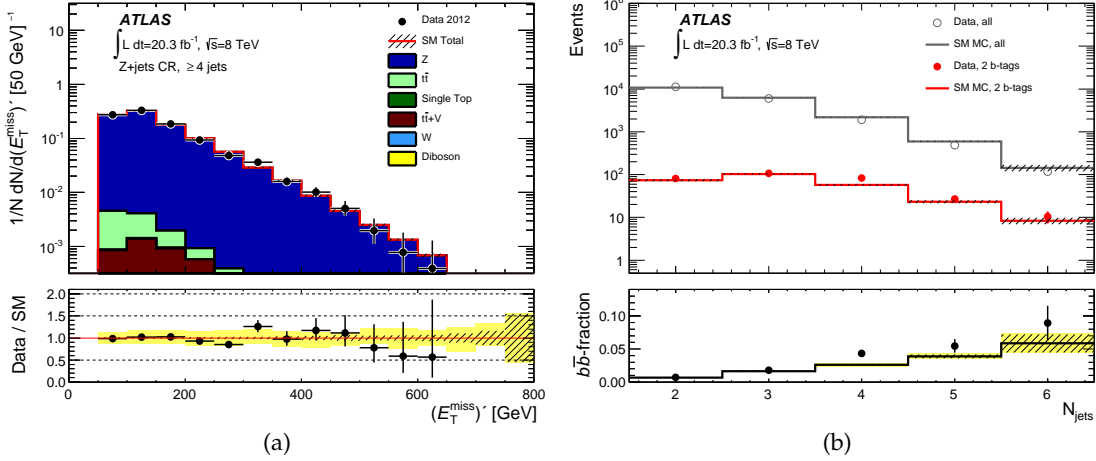 ATLAS
∫ L dt=20.3 fb⁻¹, √s=8 TeV
Z+jets CR, ≥ 4 jets
Data 2012
SM Total
Z
tt̄
Single Top
tt̄+V
W
Diboson
1/N dN/d(E_T^miss)´ [50 GeV]⁻¹
10
1
10⁻¹
10⁻²
10⁻³
Data / SM
2.0
1.5
1.0
0.5
0.0
0 200 400 600 800
(E_T^miss)´ [GeV]
(a)
ATLAS
∫ L dt=20.3 fb⁻¹, √s=8 TeV
Data, all
SM MC, all
Data, 2 b-tags
SM MC, 2 b-tags
Events
10⁶
10⁵
10⁴
10³
10²
10
1
bb̄-fraction
0.10
0.05
0.00
2 3 4 5 6
N_jets
(b)